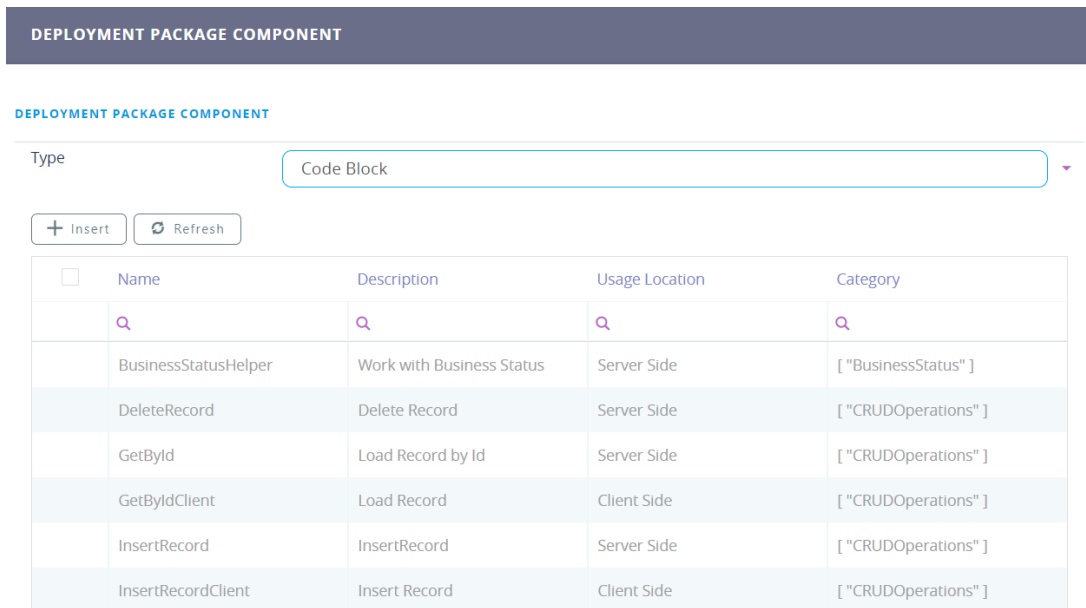 DEPLOYMENT PACKAGE COMPONENT
DEPLOYMENT PACKAGE COMPONENT
Type Code Block
Insert Refresh
Name Description Usage Location Category
BusinessStatusHelper Work with Business Status Server Side [ "BusinessStatus" ]
DeleteRecord Delete Record Server Side [ "CRUDOperations" ]
GetById Load Record by Id Server Side [ "CRUDOperations" ]
GetByIdClient Load Record Client Side [ "CRUDOperations" ]
InsertRecord InsertRecord Server Side [ "CRUDOperations" ]
InsertRecordClient Insert Record Client Side [ "CRUDOperations" ]